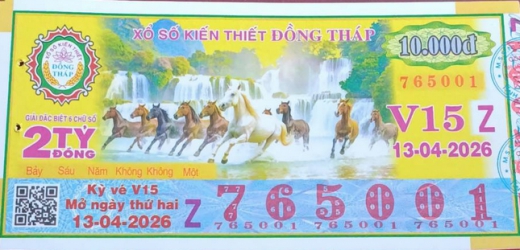 XỔ SỐ KIẾN THIẾT ĐỒNG THÁP
XỔ SỐ KIẾN THIẾT
ĐỒNG THÁP
10.000đ
765001
Z
GIẢI ĐẶC BIỆT 6 CHỮ SỐ
2 TỶ
ĐỒNG
V15 Z
13-04-2026
Bảy Sáu Năm Không Không Một
Kỳ vé V15
Mở ngày thứ hai
13-04-2026
Z 765001
765001 765001 765001 765001